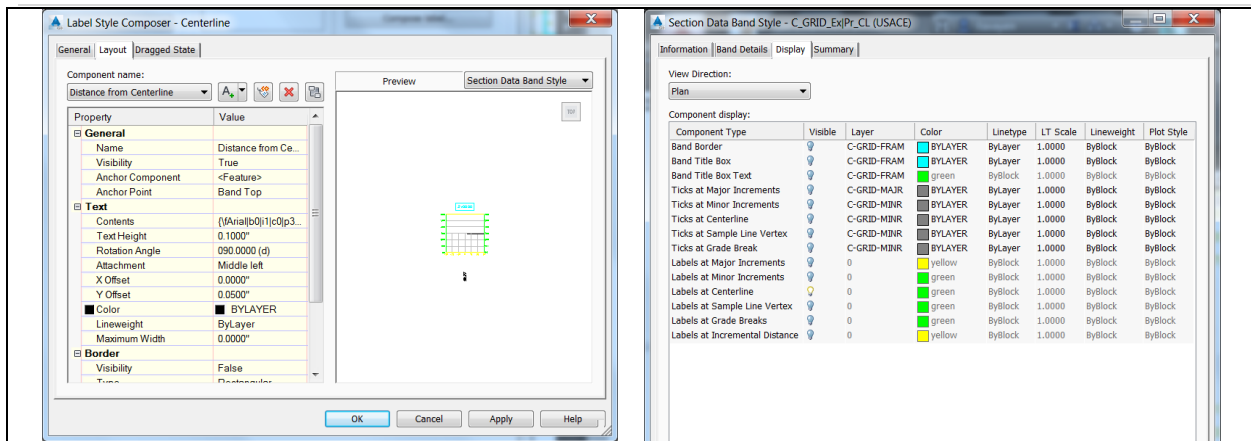 Label Style Composer - Centerline
General Layout Dragged State
Component name:
Distance from Centerline
Preview
Section Data Band Style
TOP
Property Value
General
Name Distance from Ce...
Visibility True
Anchor Component <Feature>
Anchor Point Band Top
Text
Contents {\fArial|b0|i1|c0|p3...
Text Height 0.1000"
Rotation Angle 090.0000 (d)
Attachment Middle left
X Offset 0.0000"
Y Offset 0.0500"
Color BYLAYER
Lineweight ByLayer
Maximum Width 0.0000"
Border
Visibility False
Type Rectangular
OK Cancel Apply Help
Section Data Band Style - C_GRID_Ex|Pr_CL (USACE)
Information Band Details Display Summary
View Direction:
Plan
Component display:
Component Type Visible Layer Color Linetype LT Scale Lineweight Plot Style
Band Border C-GRID-FRAM BYLAYER ByLayer 1.0000 ByBlock ByBlock
Band Title Box C-GRID-FRAM BYLAYER ByLayer 1.0000 ByBlock ByBlock
Band Title Box Text C-GRID-FRAM green ByBlock 1.0000 ByBlock ByBlock
Ticks at Major Increments C-GRID-MAJR BYLAYER ByLayer 1.0000 ByBlock ByBlock
Ticks at Minor Increments C-GRID-MINR BYLAYER ByLayer 1.0000 ByBlock ByBlock
Ticks at Centerline C-GRID-MINR BYLAYER ByLayer 1.0000 ByBlock ByBlock
Ticks at Sample Line Vertex C-GRID-MINR BYLAYER ByLayer 1.0000 ByBlock ByBlock
Ticks at Grade Break C-GRID-MINR BYLAYER ByLayer 1.0000 ByBlock ByBlock
Labels at Major Increments 0 yellow ByBlock 1.0000 ByBlock ByBlock
Labels at Minor Increments 0 green ByBlock 1.0000 ByBlock ByBlock
Labels at Centerline 0 green ByBlock 1.0000 ByBlock ByBlock
Labels at Sample Line Vertex 0 green ByBlock 1.0000 ByBlock ByBlock
Labels at Grade Breaks 0 green ByBlock 1.0000 ByBlock ByBlock
Labels at Incremental Distance 0 yellow ByBlock 1.0000 ByBlock ByBlock